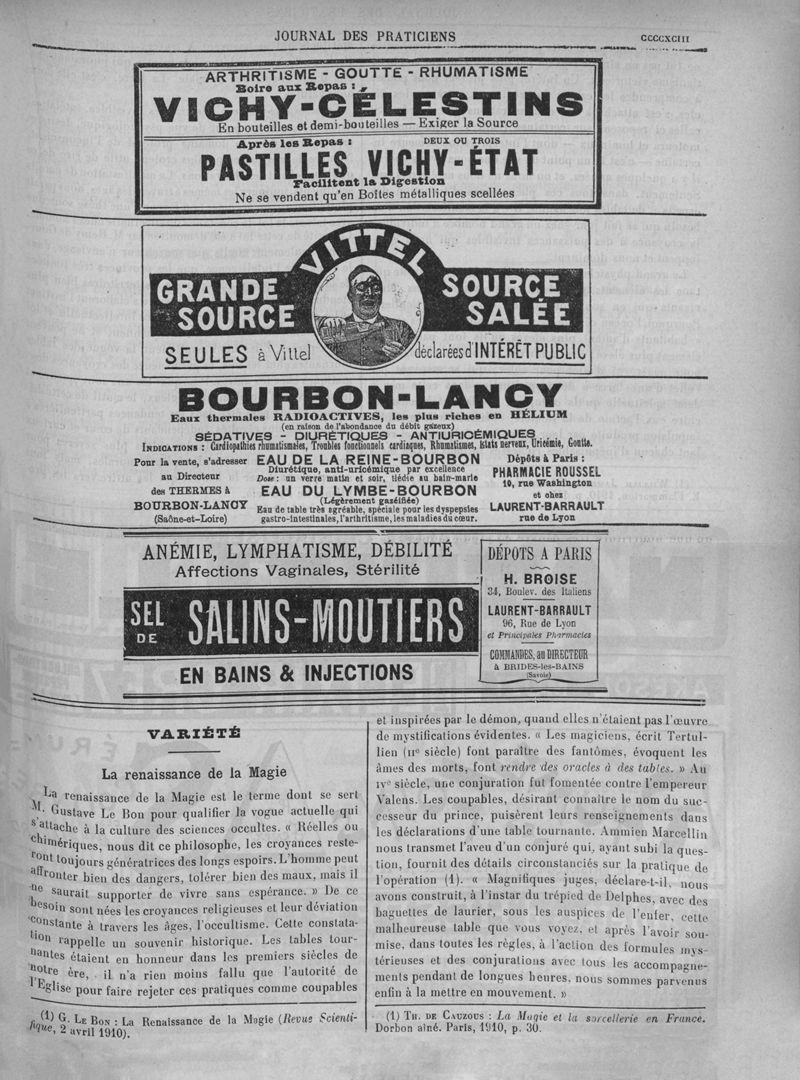 JOURNAL DES PRATICIENS CCCCXCIII
ARTHRITISME - GOUTTE - RHUMATISME
Boire aux Repas :
VICHY-CÉLESTINS
En bouteilles et demi-bouteilles — Exiger la Source
Après les Repas : DEUX OU TROIS
PASTILLES VICHY-ÉTAT
Facilitent la Digestion
Ne se vendent qu'en Boîtes métalliques scellées
VITTEL
GRANDE SOURCE
SOURCE SALÉE
SEULES à Vittel déclarées d'INTÉRÊT PUBLIC
BOURBON-LANCY
Eaux thermales RADIOACTIVES, les plus riches en HÉLIUM
(en raison de l'abondance du débit gazeux)
SÉDATIVES - DIURÉTIQUES - ANTIURICÉMIQUES
INDICATIONS : Cardiopathies rhumatismales, Troubles fonctionnels cardiaques, Rhumatismes, Etats nerveux, Uricémie, Goutte.
Pour la vente, s'adresser
au Directeur
des THERMES à
BOURBON-LANCY
(Saône-et-Loire)
EAU DE LA REINE-BOURBON
Diurétique, anti-uricémique par excellence
Dose : un verre matin et soir, tiédie au bain-marie
EAU DU LYMBE-BOURBON
(Légèrement gazéifiée)
Eau de table très agréable, spéciale pour les dyspepsies
gastro-intestinales, l'arthritisme, les maladies du cœur.
Dépôts à Paris :
PHARMACIE ROUSSEL
10, rue Washington
et chez
LAURENT-BARRAULT
rue de Lyon
ANÉMIE, LYMPHATISME, DÉBILITÉ
Affections Vaginales, Stérilité
SEL DE SALINS-MOUTIERS
EN BAINS & INJECTIONS
DÉPOTS A PARIS
H. BROISE
34, Boulev. des Italiens
LAURENT-BARRAULT
96, Rue de Lyon
et Principales Pharmacies
COMMANDES, au DIRECTEUR
à BRIDES-les-BAINS
(Savoie)
VARIÉTÉ
La renaissance de la Magie
La renaissance de la Magie est le terme dont se sert
M. Gustave Le Bon pour qualifier la vogue actuelle qui
s'attache à la culture des sciences occultes. « Réelles ou
chimériques, nous dit ce philosophe, les croyances reste-
ront toujours génératrices des longs espoirs. L'homme peut
affronter bien des dangers, tolérer bien des maux, mais il
ne saurait supporter de vivre sans espérance. » De ce
besoin sont nées les croyances religieuses et leur déviation
constante à travers les âges, l'occultisme. Cette constata-
tion rappelle un souvenir historique. Les tables tour-
nantes étaient en honneur dans les premiers siècles de
notre ère, il n'a rien moins fallu que l'autorité de
l'Eglise pour faire rejeter ces pratiques comme coupables
(1) G. LE BON : La Renaissance de la Magie (Revue Scienti-
fique, 2 avril 1910).
et inspirées par le démon, quand elles n'étaient pas l'œuvre
de mystifications évidentes. « Les magiciens, écrit Tertul-
lien (IIe siècle) font paraître des fantômes, évoquent les
âmes des morts, font rendre des oracles à des tables. » Au
IVe siècle, une conjuration fut fomentée contre l'empereur
Valens. Les coupables, désirant connaître le nom du suc-
cesseur du prince, puisèrent leurs renseignements dans
les déclarations d'une table tournante. Ammien Marcellin
nous transmet l'aveu d'un conjuré qui, ayant subi la ques-
tion, fournit des détails circonstanciés sur la pratique de
l'opération (1). « Magnifiques juges, déclare-t-il, nous
avons construit, à l'instar du trépied de Delphes, avec des
baguettes de laurier, sous les auspices de l'enfer, cette
malheureuse table que vous voyez, et après l'avoir sou-
mise, dans toutes les règles, à l'action des formules mys-
térieuses et des conjurations avec tous les accompagne-
ments pendant de longues heures, nous sommes parvenus
enfin à la mettre en mouvement. »
(1) TH. DE CAUZOUS : La Magie et la sorcellerie en France.
Dorbon aîné. Paris, 1910, p. 30.